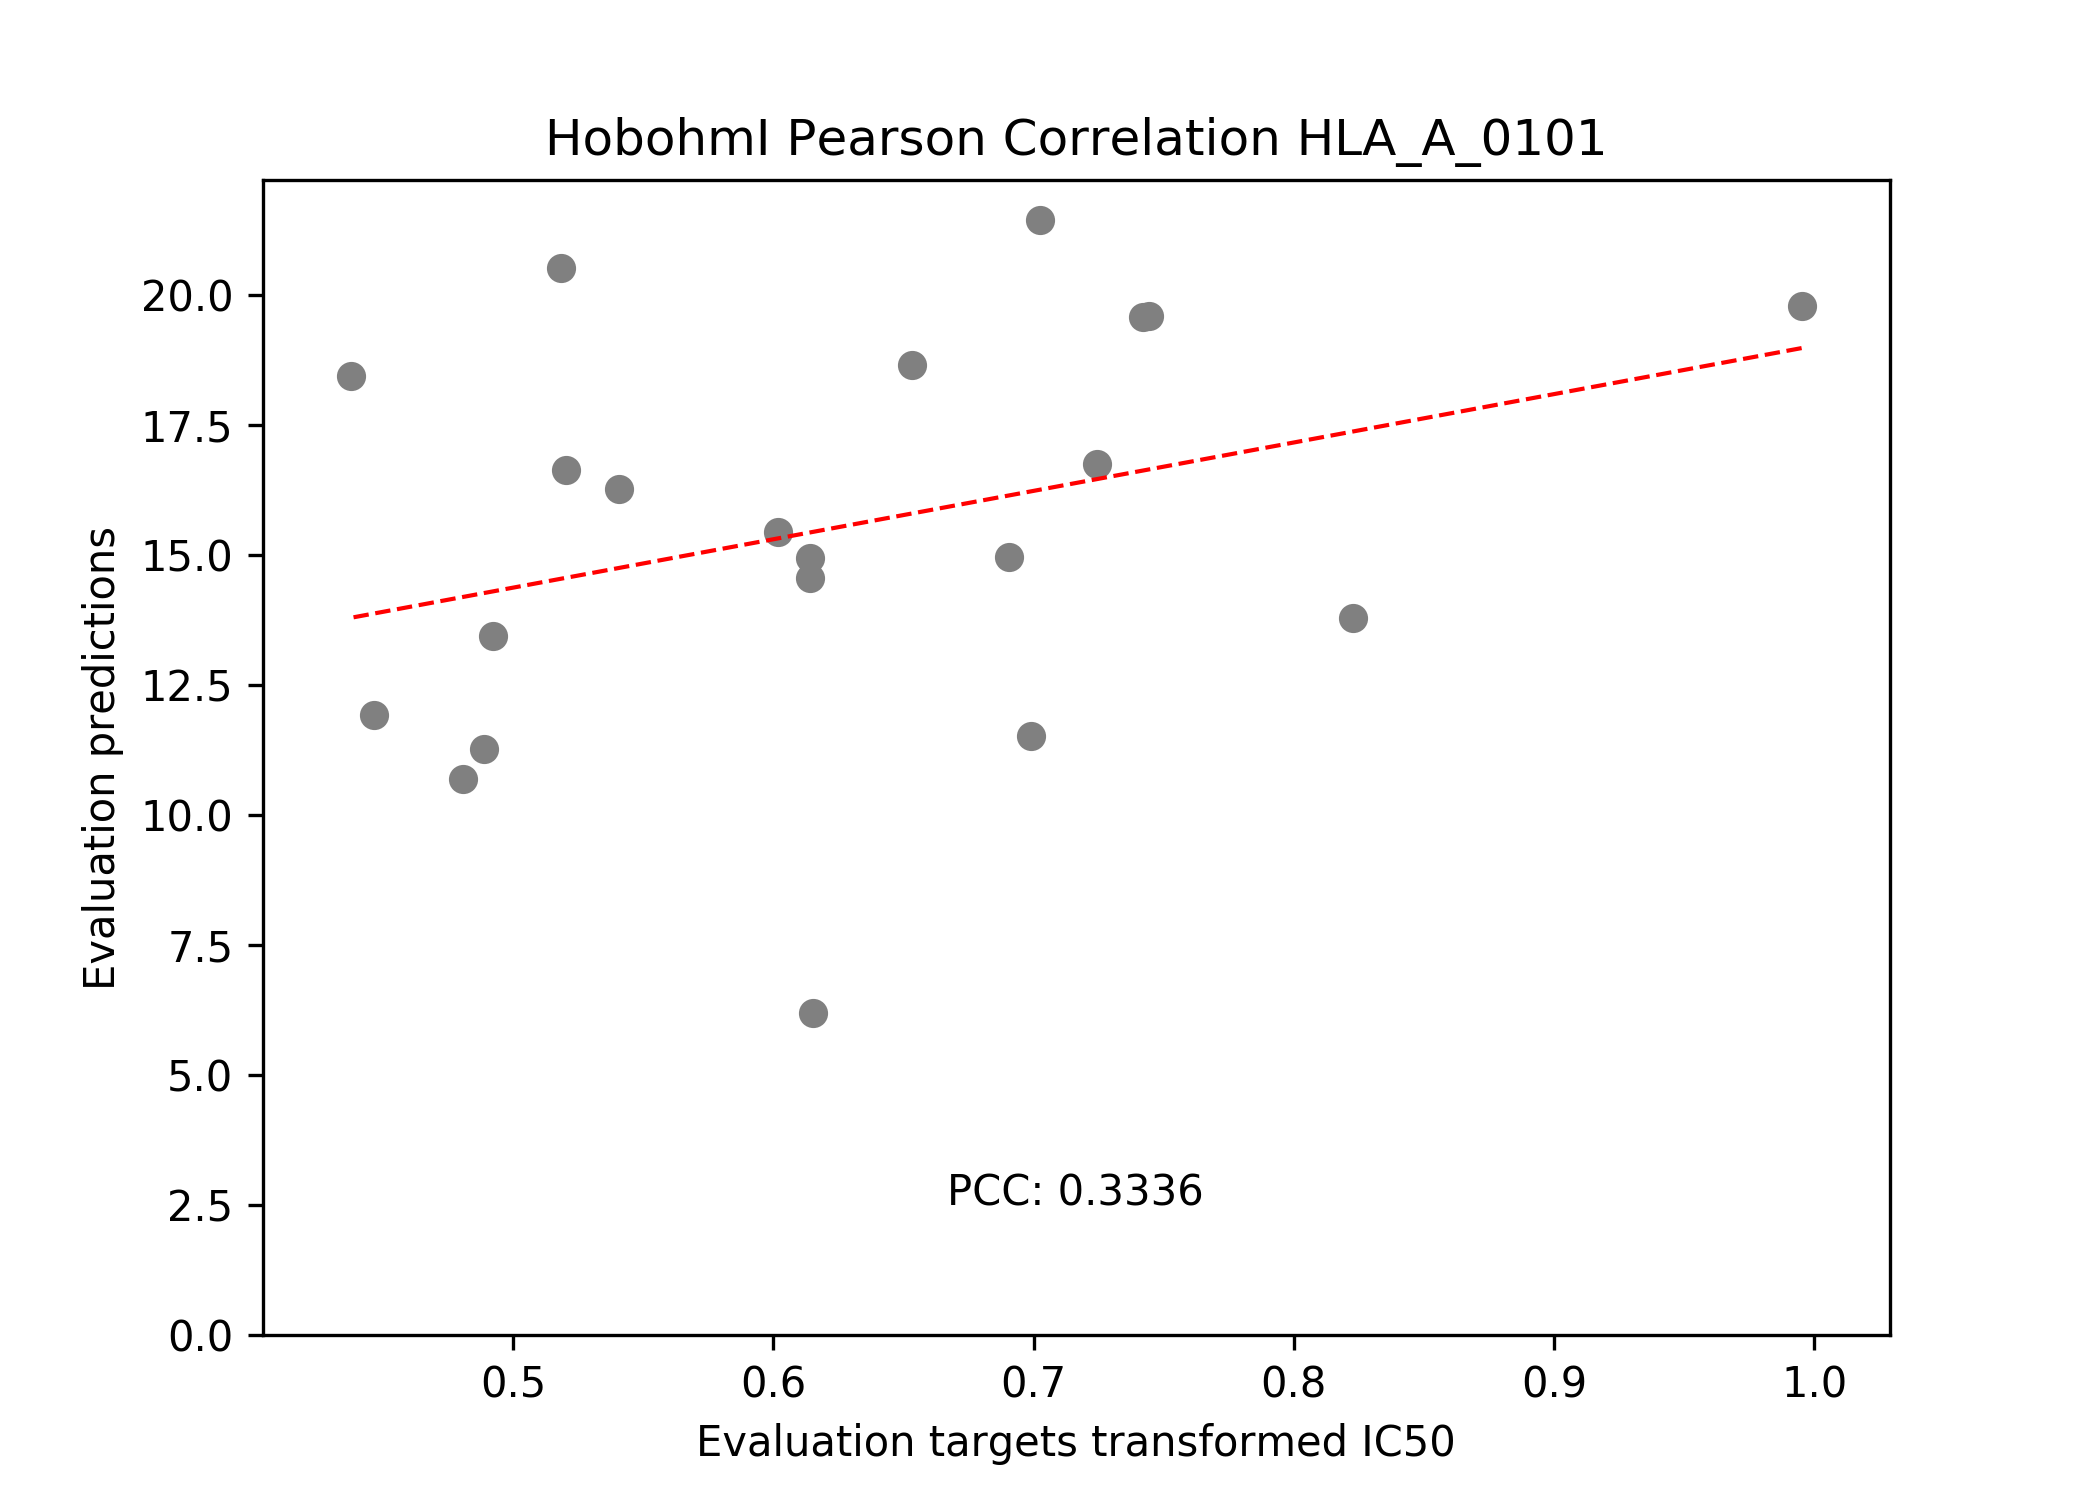 HobohmI Pearson Correlation HLA_A_0101
Evaluation predictions
20.0
17.5
15.0
12.5
10.0
7.5
5.0
2.5
0.0
PCC: 0.3336
0.5 0.6 0.7 0.8 0.9 1.0
Evaluation targets transformed IC50